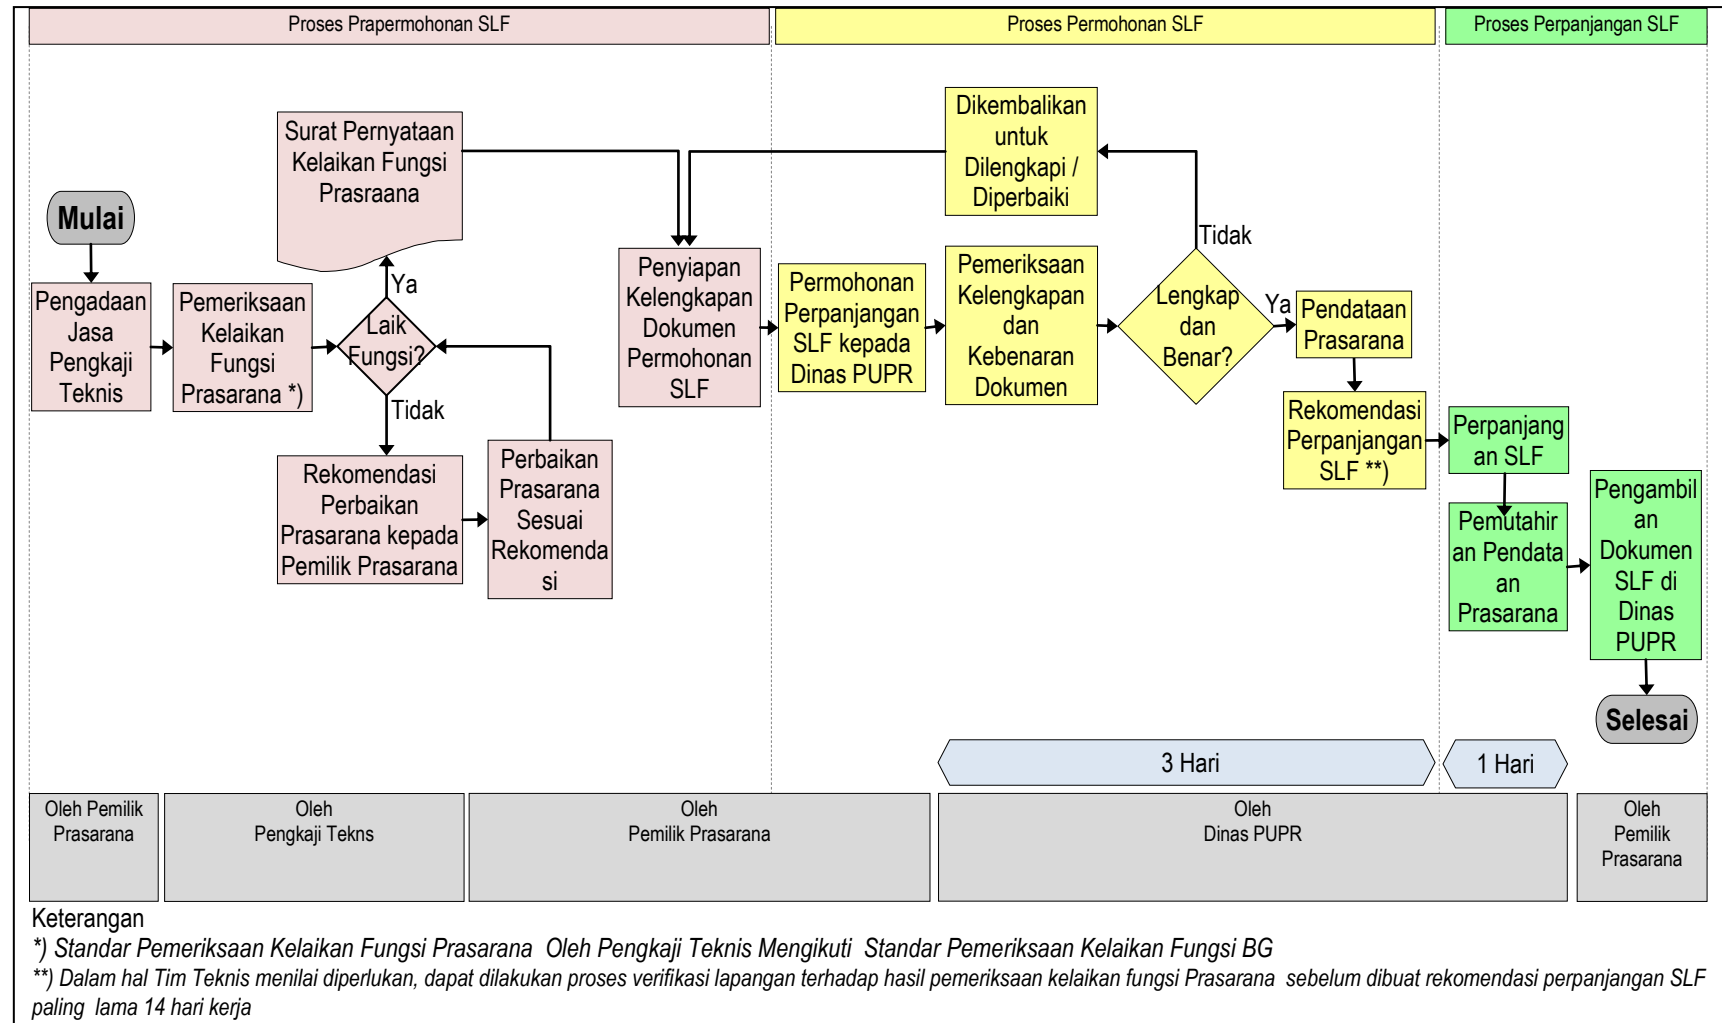 Proses Prapermohonan SLF
Proses Permohonan SLF
Proses Perpanjangan SLF
Mulai
Pengadaan
Jasa
Pengkaji
Teknis
Pemeriksaan
Kelaikan
Fungsi
Prasarana *)
Laik
Fungsi?
Ya
Tidak
Surat Pernyataan
Kelaikan Fungsi
Prasraana
Rekomendasi
Perbaikan
Prasarana kepada
Pemilik Prasarana
Perbaikan
Prasarana
Sesuai
Rekomenda
si
Penyiapan
Kelengkapan
Dokumen
Permohonan
SLF
Permohonan
Perpanjangan
SLF kepada
Dinas PUPR
Pemeriksaan
Kelengkapan
dan
Kebenaran
Dokumen
Dikembalikan
untuk
Dilengkapi /
Diperbaiki
Lengkap
dan
Benar?
Tidak
Ya
Pendataan
Prasarana
Rekomendasi
Perpanjangan
SLF **)
Perpanjang
an SLF
Pemutahir
an Pendata
an
Prasarana
Pengambil
an
Dokumen
SLF di
Dinas
PUPR
Selesai
3 Hari
1 Hari
Oleh Pemilik
Prasarana
Oleh
Pengkaji Tekns
Oleh
Pemilik Prasarana
Oleh
Dinas PUPR
Oleh
Pemilik
Prasarana
Keterangan
*) Standar Pemeriksaan Kelaikan Fungsi Prasarana Oleh Pengkaji Teknis Mengikuti Standar Pemeriksaan Kelaikan Fungsi BG
**) Dalam hal Tim Teknis menilai diperlukan, dapat dilakukan proses verifikasi lapangan terhadap hasil pemeriksaan kelaikan fungsi Prasarana sebelum dibuat rekomendasi perpanjangan SLF
paling lama 14 hari kerja